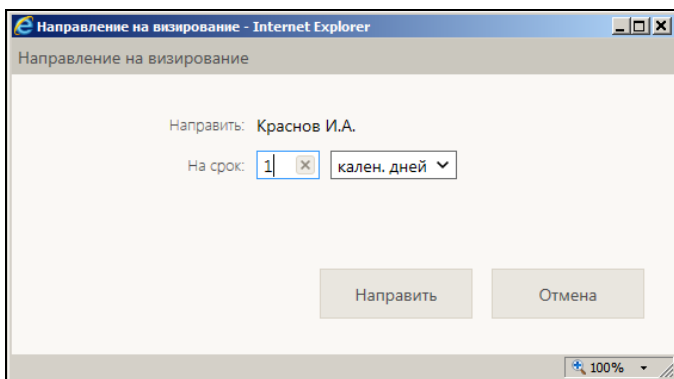 Направление на визирование - Internet Explorer
Направление на визирование
Направить: Краснов И.А.
На срок: 1 кален. дней
Направить Отмена
100%